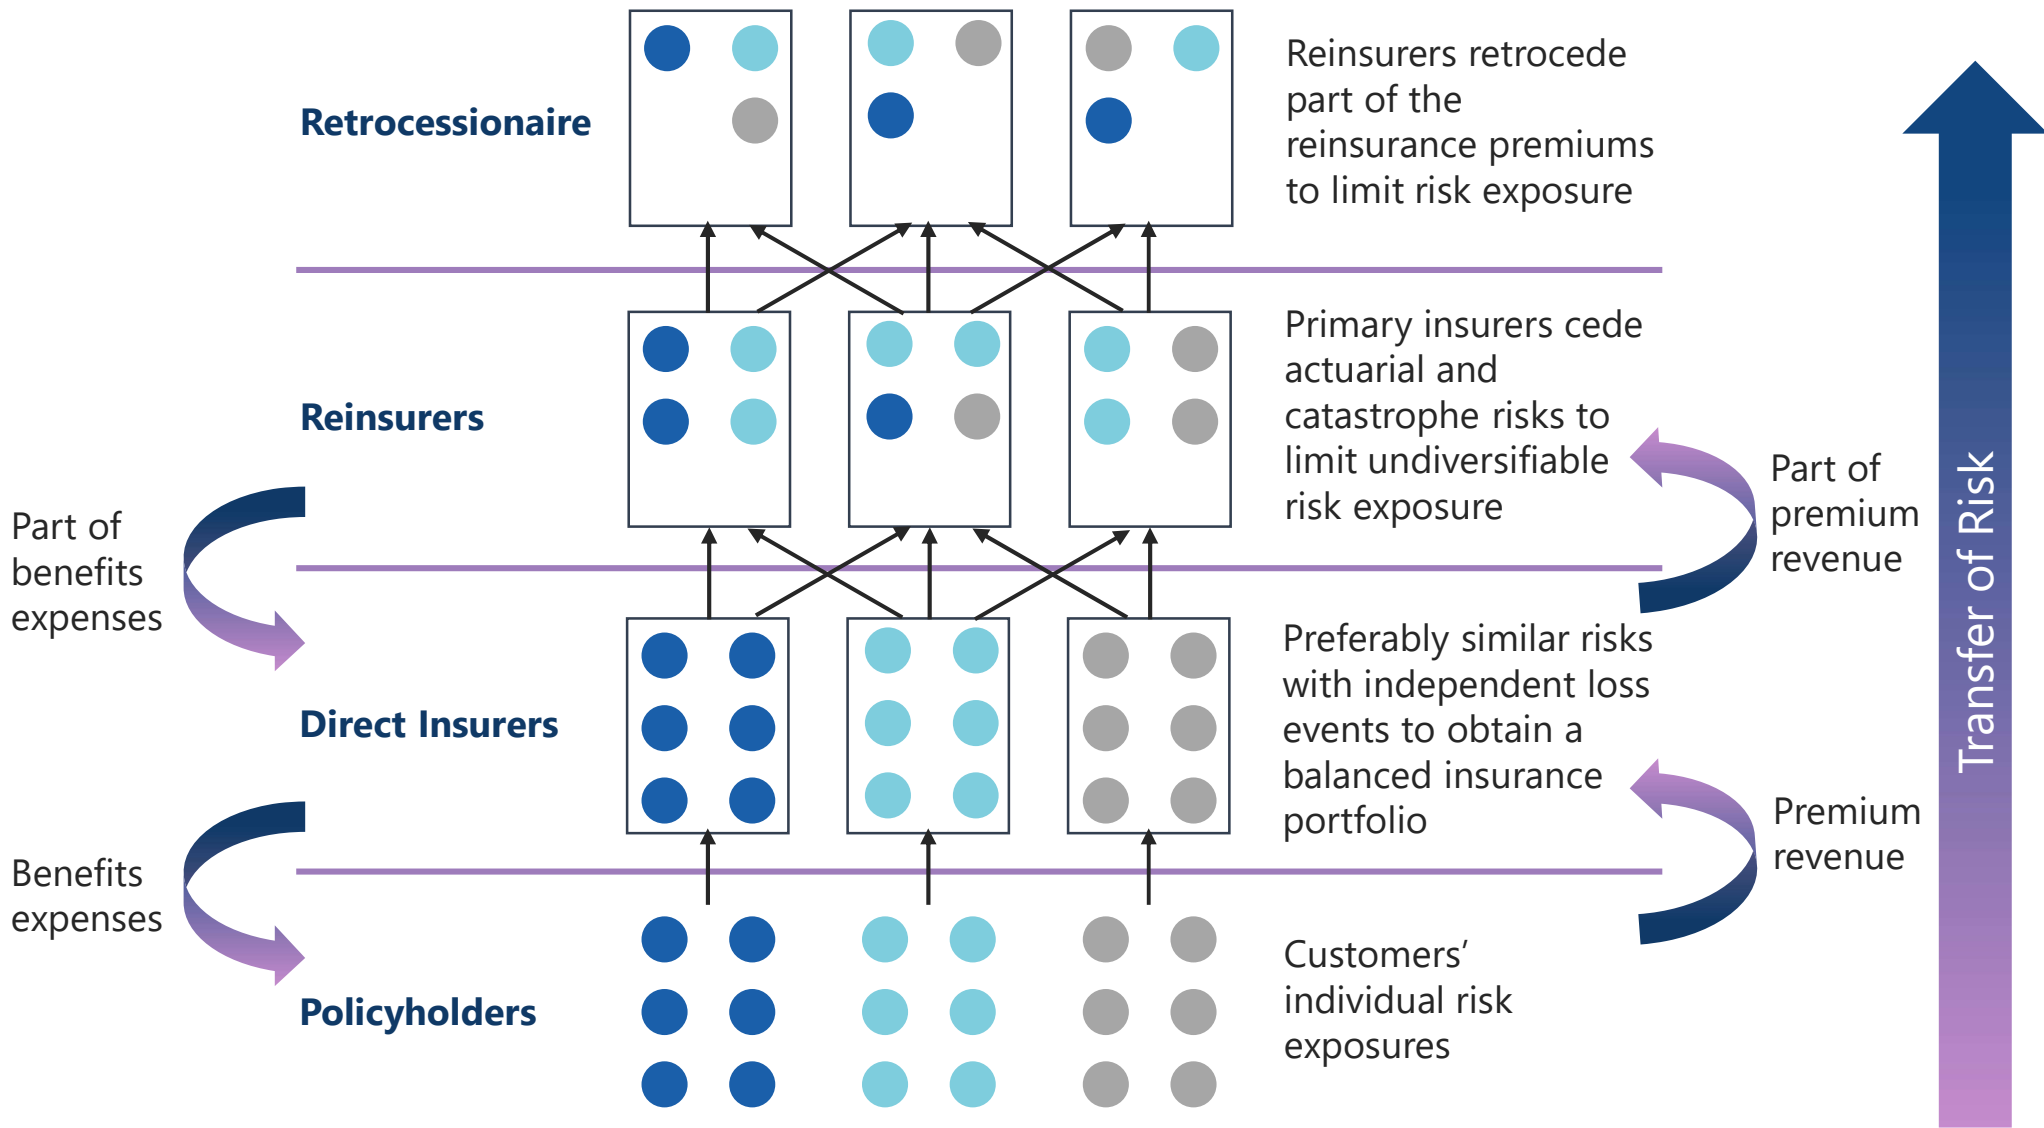 Retrocessionaire
Reinsurers retrocede
part of the
reinsurance premiums
to limit risk exposure
Reinsurers
Primary insurers cede
actuarial and
catastrophe risks to
limit undiversifiable
risk exposure
Part of
benefits
expenses
Part of
premium
revenue
Transfer of Risk
Direct Insurers
Preferably similar risks
with independent loss
events to obtain a
balanced insurance
portfolio
Benefits
expenses
Premium
revenue
Policyholders
Customers’
individual risk
exposures